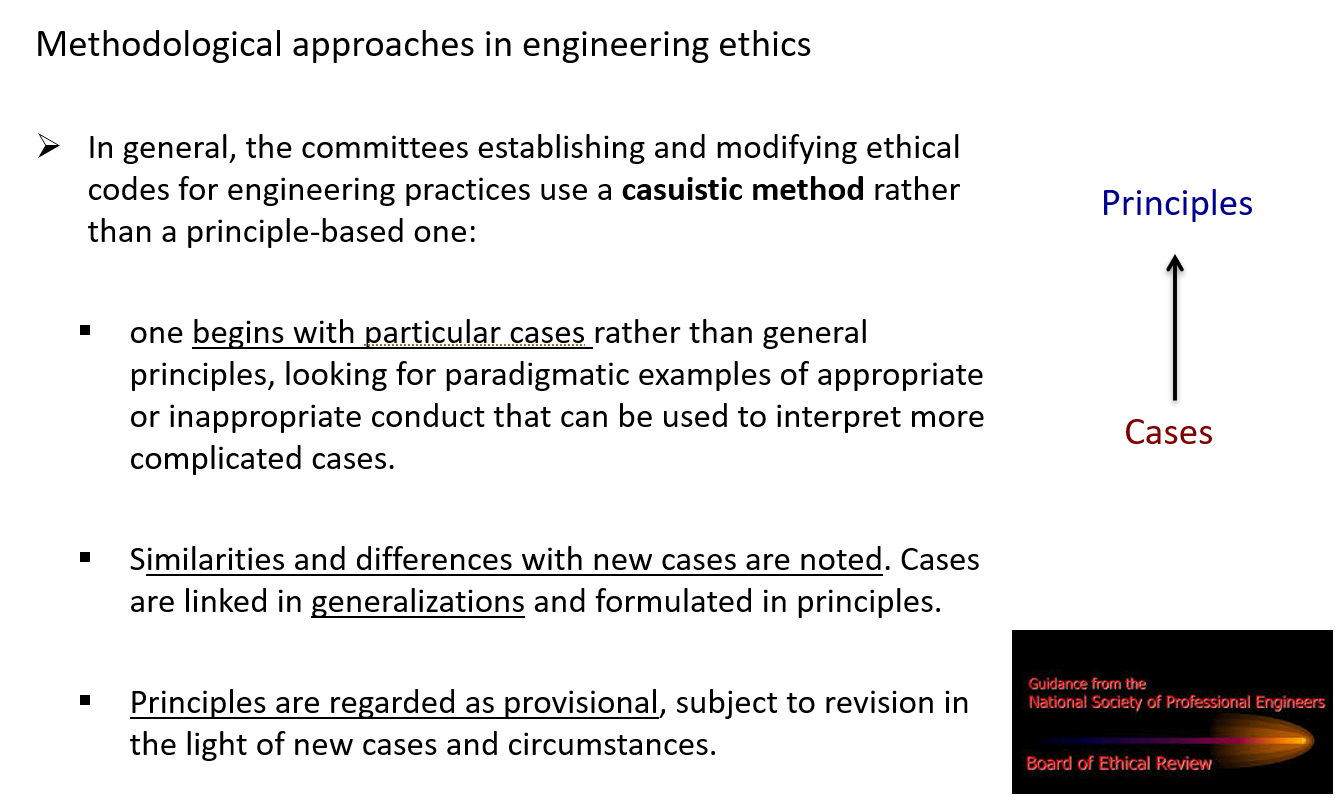 Methodological approaches in engineering ethics
In general, the committees establishing and modifying ethical
codes for engineering practices use a casuistic method rather
than a principle-based one:
one begins with particular cases rather than general
principles, looking for paradigmatic examples of appropriate
or inappropriate conduct that can be used to interpret more
complicated cases.
Similarities and differences with new cases are noted. Cases
are linked in generalizations and formulated in principles.
Principles are regarded as provisional, subject to revision in
the light of new cases and circumstances.
Principles
Cases
Guidance from the
National Society of Professional Engineers
Board of Ethical Review